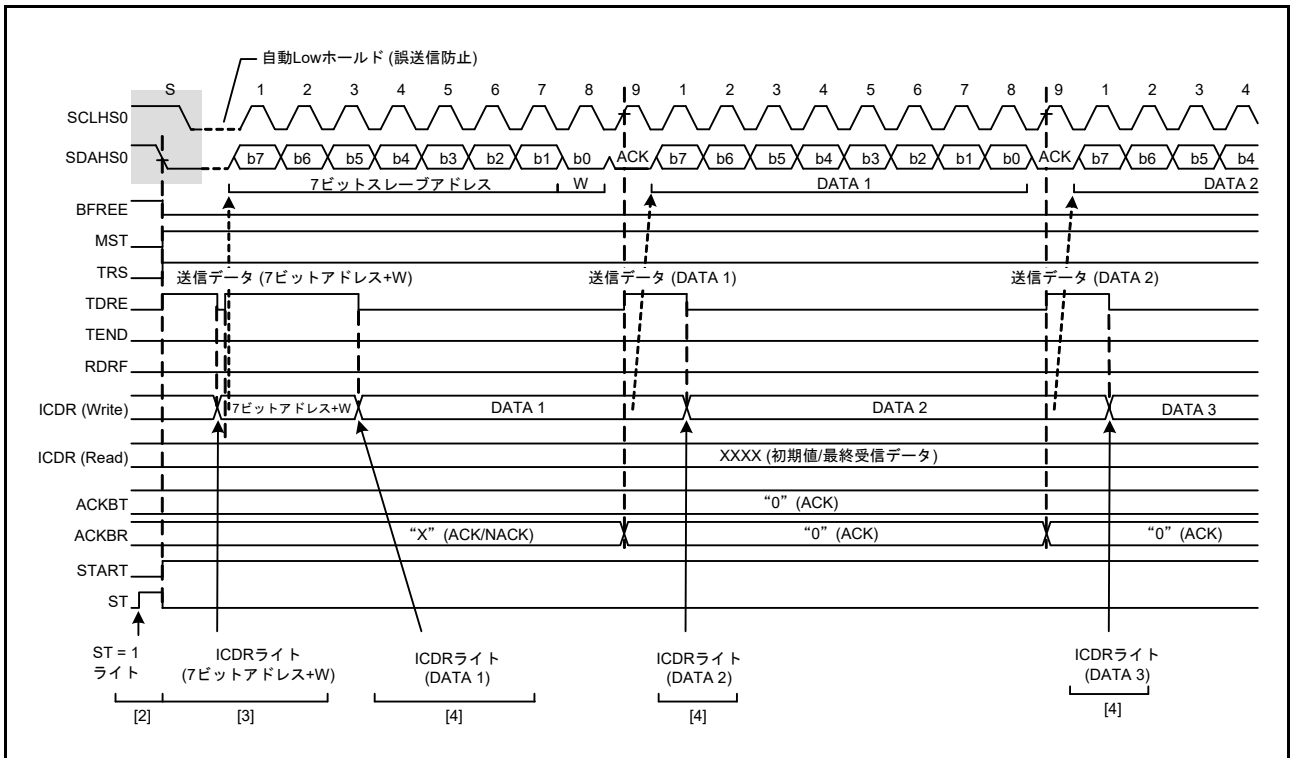 自動Lowホールド (誤送信防止)
S 1 2 3 4 5 6 7 8 9 1 2 3 4 5 6 7 8 9 1 2 3 4
SCLHS0
SDAHS0 b7 b6 b5 b4 b3 b2 b1 b0 ACK b7 b6 b5 b4 b3 b2 b1 b0 ACK b7 b6 b5 b4
7ビットスレーブアドレス W DATA 1 DATA 2
BFREE
MST
TRS
送信データ (7ビットアドレス+W) 送信データ (DATA 1) 送信データ (DATA 2)
TDRE
TEND
RDRF
ICDR (Write) 7ビットアドレス+W DATA 1 DATA 2 DATA 3
ICDR (Read) XXXX (初期値/最終受信データ)
ACKBT “0” (ACK)
ACKBR “X” (ACK/NACK) “0” (ACK) “0” (ACK)
START
ST
ST = 1
ライト
ICDRライト
(7ビットアドレス+W)
ICDRライト
(DATA 1)
ICDRライト
(DATA 2)
ICDRライト
(DATA 3)
[2] [3] [4] [4] [4]